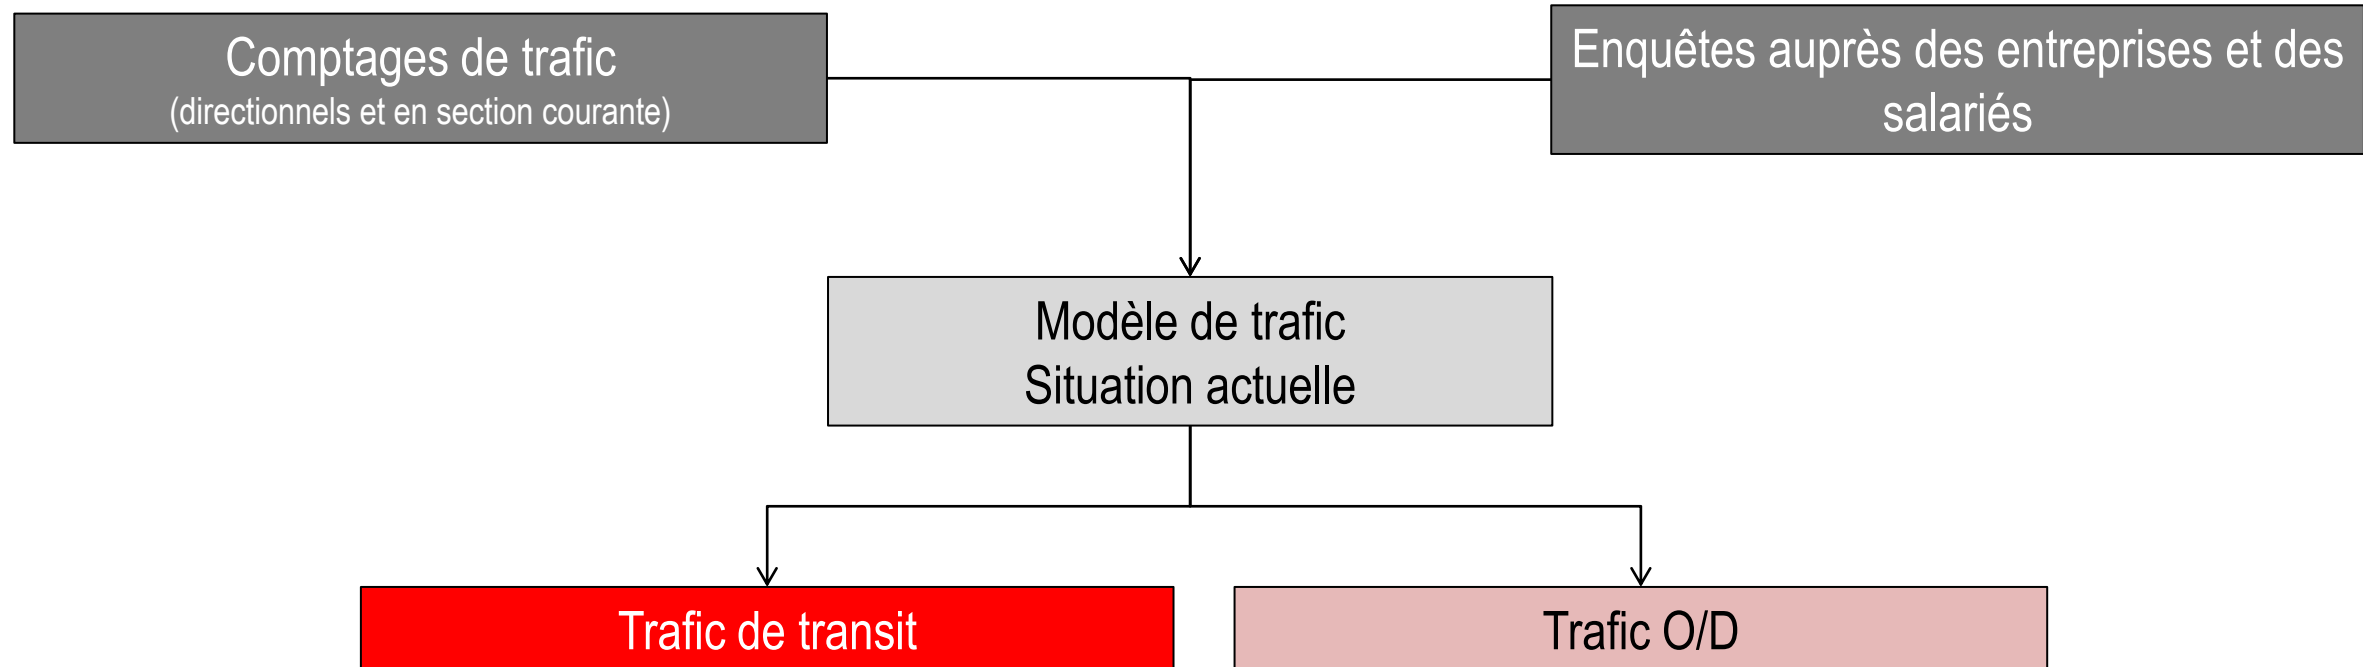 Comptages de trafic
(directionnels et en section courante)
Enquêtes auprès des entreprises et des
salariés
Modèle de trafic
Situation actuelle
Trafic de transit
Trafic O/D